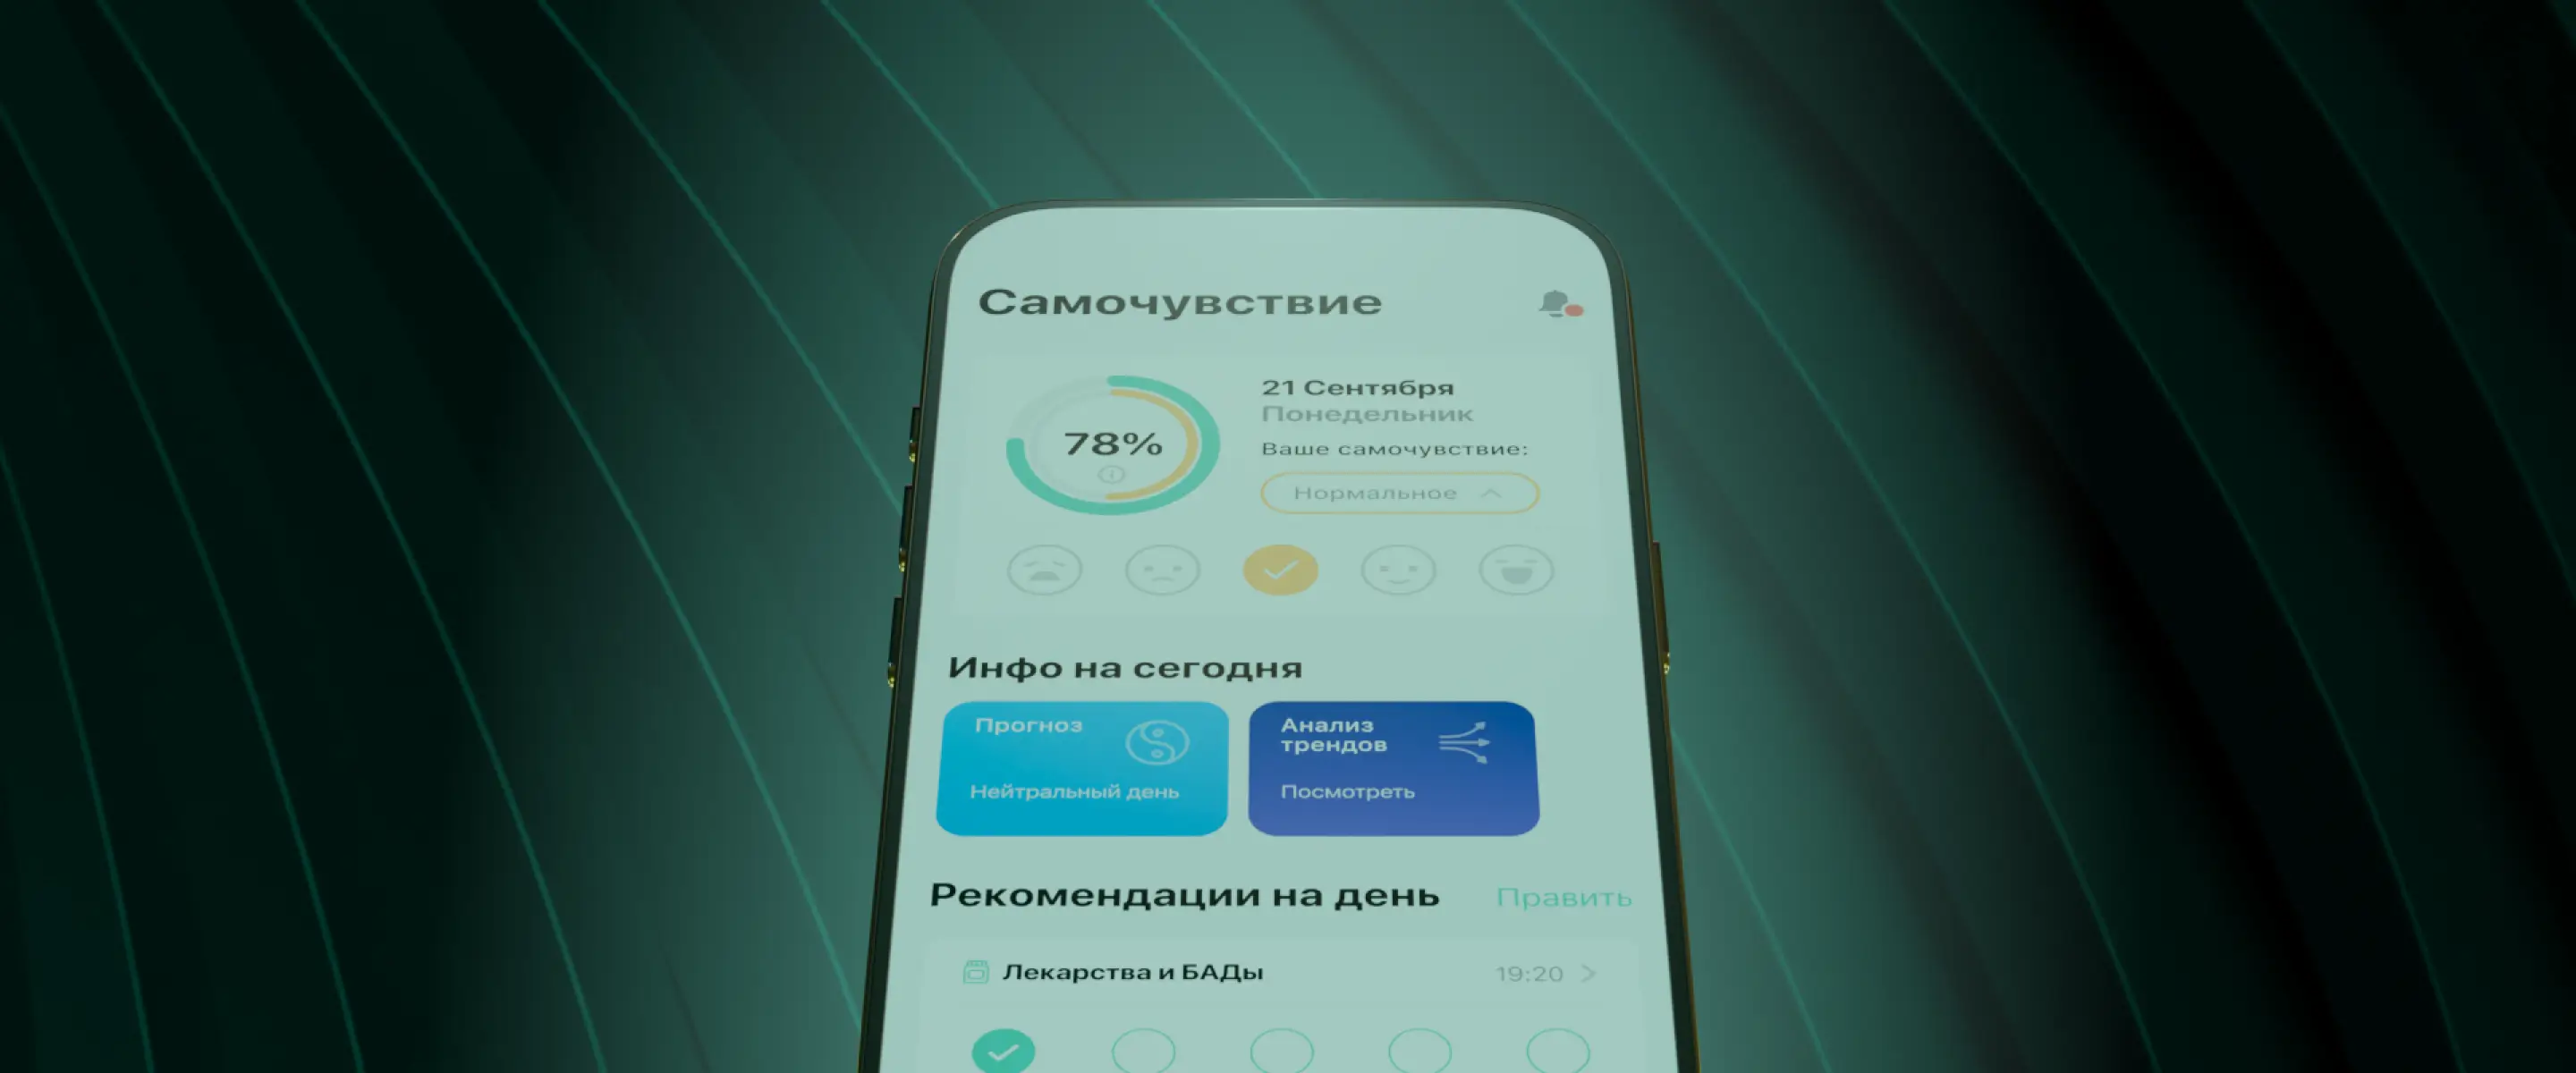 Самочувствие
78%
21 Сентября
Понедельник
Ваше самочувствие:
Нормальное
Инфо на сегодня
Прогноз
Нейтральный день
Анализ
трендов
Посмотреть
Рекомендации на день
Править
Лекарства и БАДы
19:20